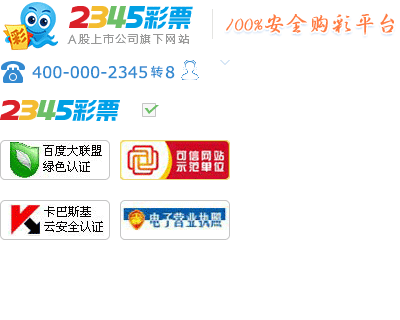 彩
2345彩票
A股上市公司旗下网站
100%安全购彩平台
400-000-2345转8
2345彩票
百度大联盟
绿色认证
可信网站
示范单位
卡巴斯基
云安全认证
电子营业执照